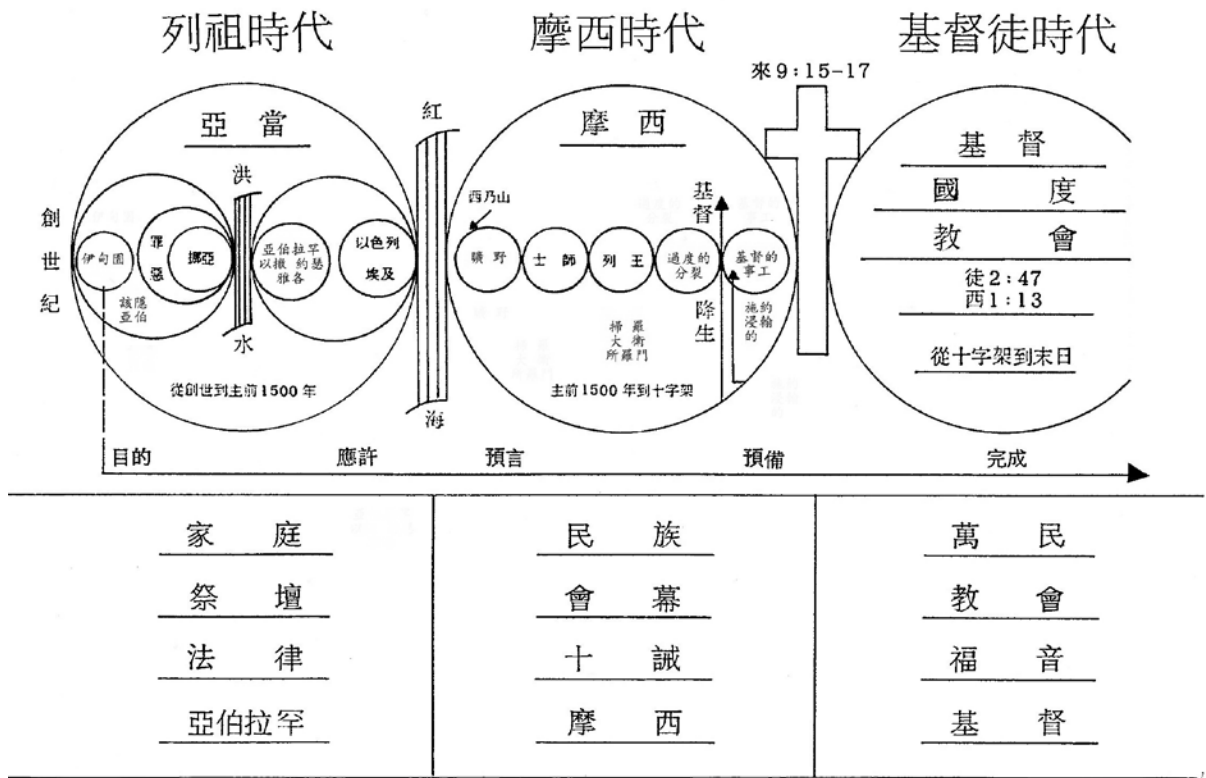 列祖時代
摩西時代
基督徒時代
來9:15-17
亞當
洪
水
創世紀
伊甸園
罪惡
挪亞
該隱
亞伯
亞伯拉罕
以撒 約瑟
雅各
以色列
埃及
從創世到主前1500年
紅
海
摩西
西乃山
曠野
士師
列王
過度的
分裂
基督的
事工
基督
降生
掃羅
大衛
所羅門
施浸的
約翰
主前1500年到十字架
基督
國度
教會
徒2:47
西1:13
從十字架到末日
目的
應許
預言
預備
完成
家庭
民族
萬民
祭壇
會幕
教會
法律
十誡
福音
亞伯拉罕
摩西
基督